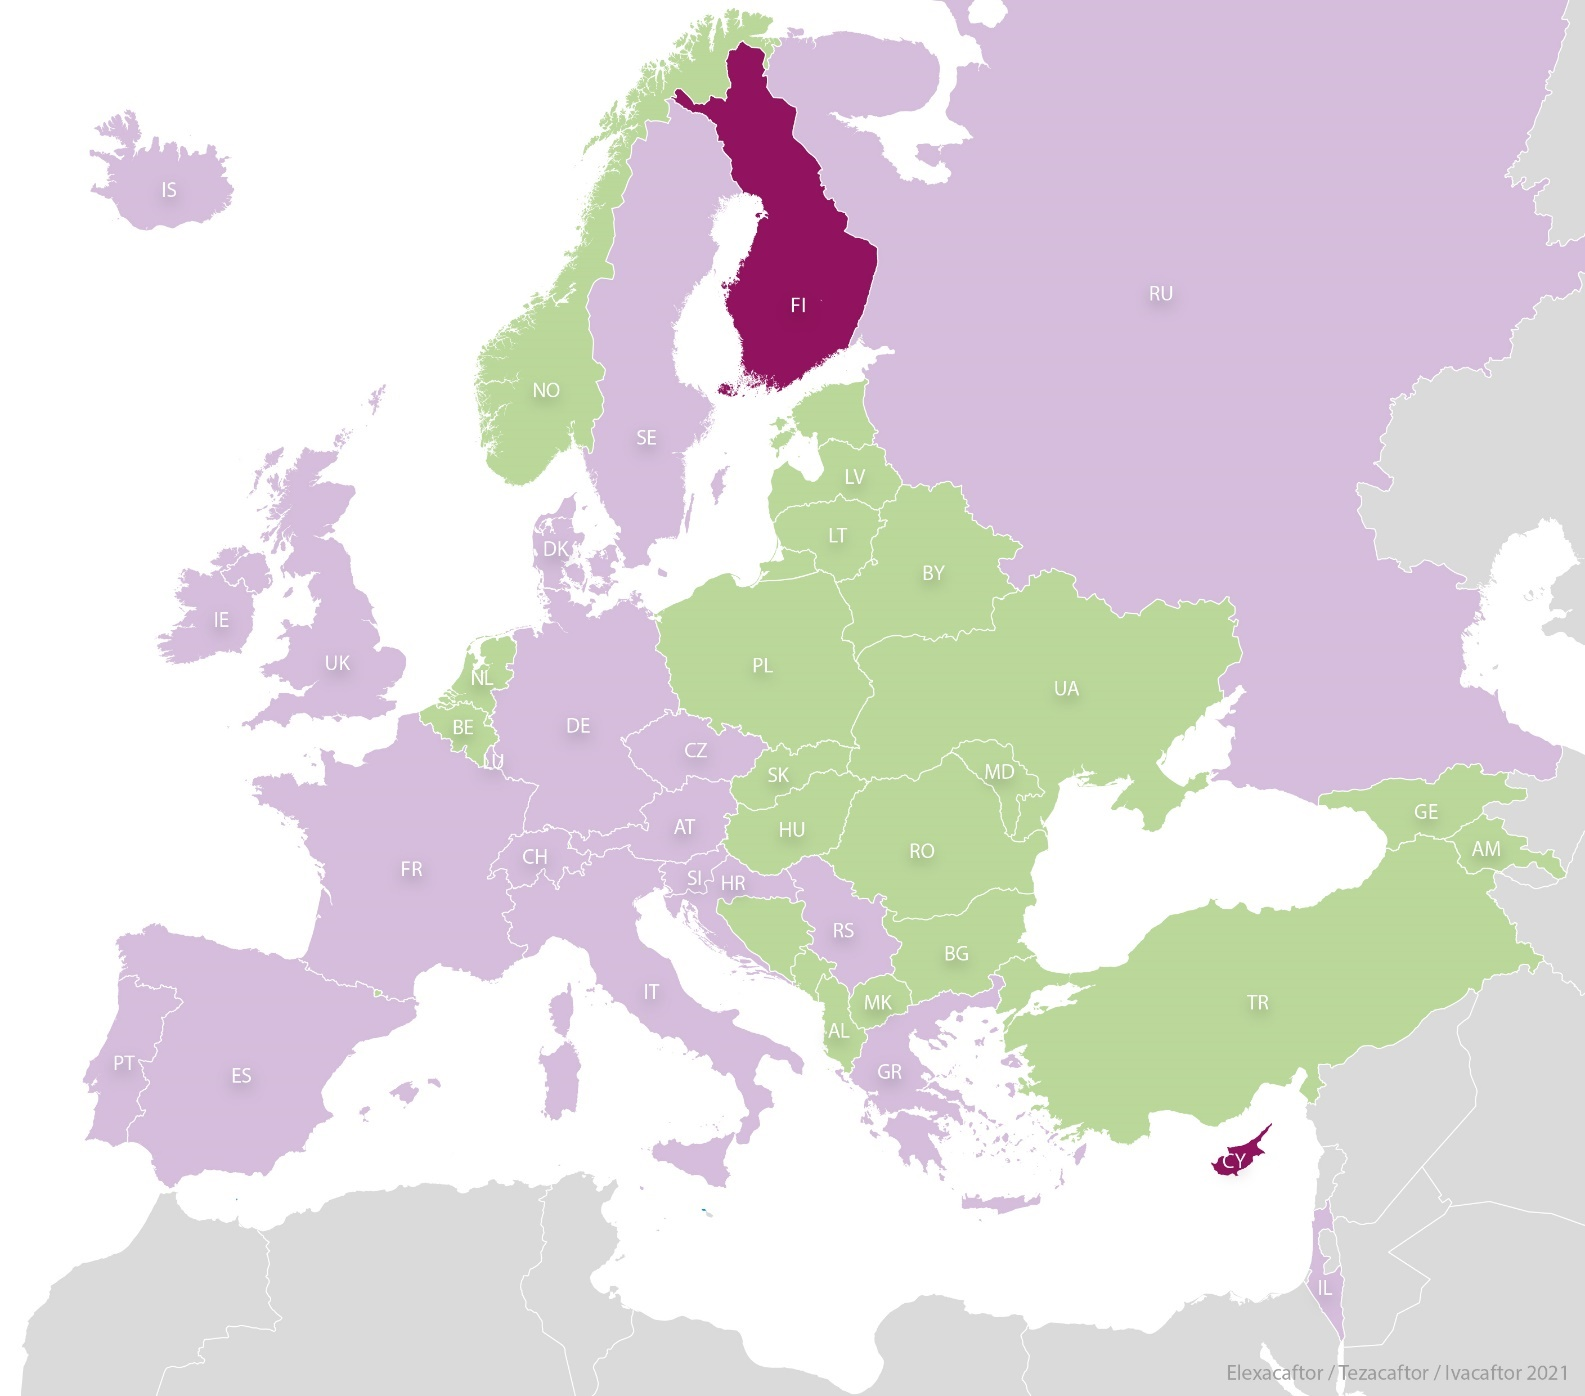 IS
RU
FI
NO
SE
LV
LT
DK
BY
IE
UK
PL
NL
UA
BE
DE
CZ
LU
SK
MD
HU
AT
GE
RO
AM
CH
FR
SI
HR
RS
BG
IT
MK
TR
AL
PT
ES
GR
CY
IL
Elexacaftor / Tezacaftor / Ivacaftor 2021